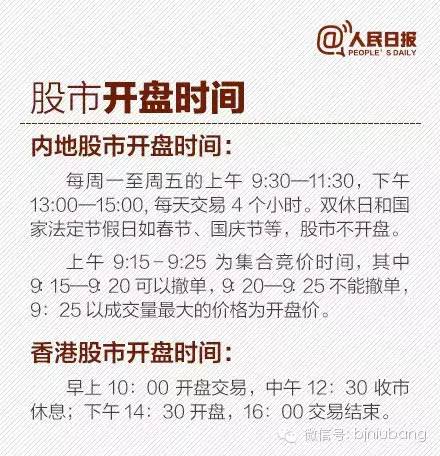 @人民日报
PEOPLE'S DAILY
股市开盘时间
内地股市开盘时间：
每周一至周五的上午 9:30—11:30，下午
13:00—15:00, 每天交易 4 个小时。双休日和国
家法定节假日如春节、国庆节等，股市不开盘。
上午 9:15-9:25 为集合竞价时间，其中
9: 15—9: 20 可以撤单，9: 20—9: 25 不能撤单，
9：25 以成交量最大的价格为开盘价。
香港股市开盘时间：
早上 10：00 开盘交易，中午 12：30 收市
休息；下午 14：30 开盘，16：00 交易结束。
微信号: bjniubang